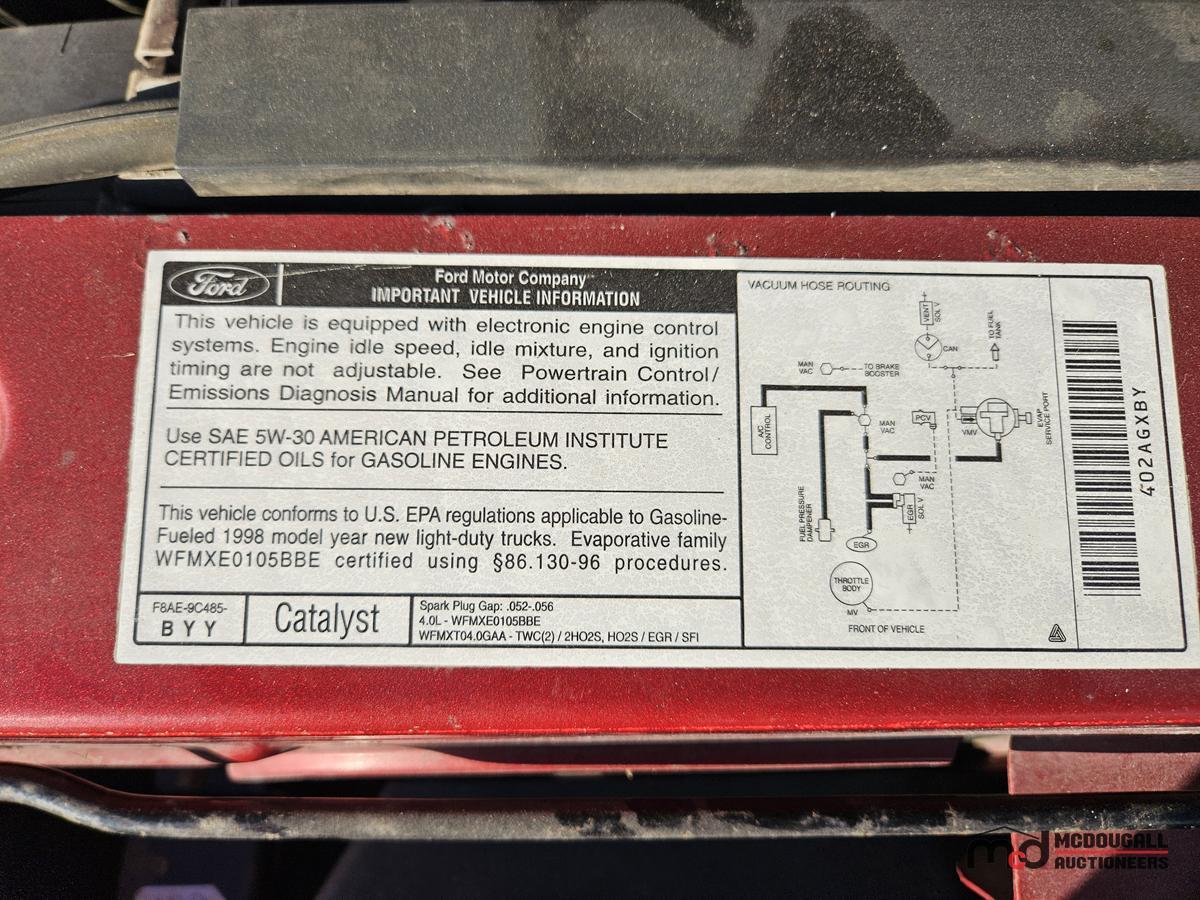 Ford
Ford Motor Company
IMPORTANT VEHICLE INFORMATION
This vehicle is equipped with electronic engine control
systems. Engine idle speed, idle mixture, and ignition
timing are not adjustable. See Powertrain Control/
Emissions Diagnosis Manual for additional information.
Use SAE 5W-30 AMERICAN PETROLEUM INSTITUTE
CERTIFIED OILS for GASOLINE ENGINES.
This vehicle conforms to U.S. EPA regulations applicable to Gasoline-
Fueled 1998 model year new light-duty trucks. Evaporative family
WFMXE0105BBE certified using §86.130-96 procedures.
F8AE-9C485-
BYY
Catalyst
Spark Plug Gap: .052-.056
4.0L - WFMXE0105BBE
WFMXT04.0GAA - TWC(2) / 2HO2S, HO2S / EGR / SFI
VACUUM HOSE ROUTING
VENT
SOL V
CAN
TO FUEL
TANK
MAN
VAC
TO BRAKE
BOOSTER
A/C
CONTROL
MAN
VAC
PCV
VMV
EVAP
SERVICE PORT
MAN
VAC
FUEL PRESSURE
DAMPENER
EGR
SOL V
EGR
THROTTLE
BODY
MV
FRONT OF VEHICLE
402AGXBY
mcd
MCDOUGALL
AUCTIONEERS